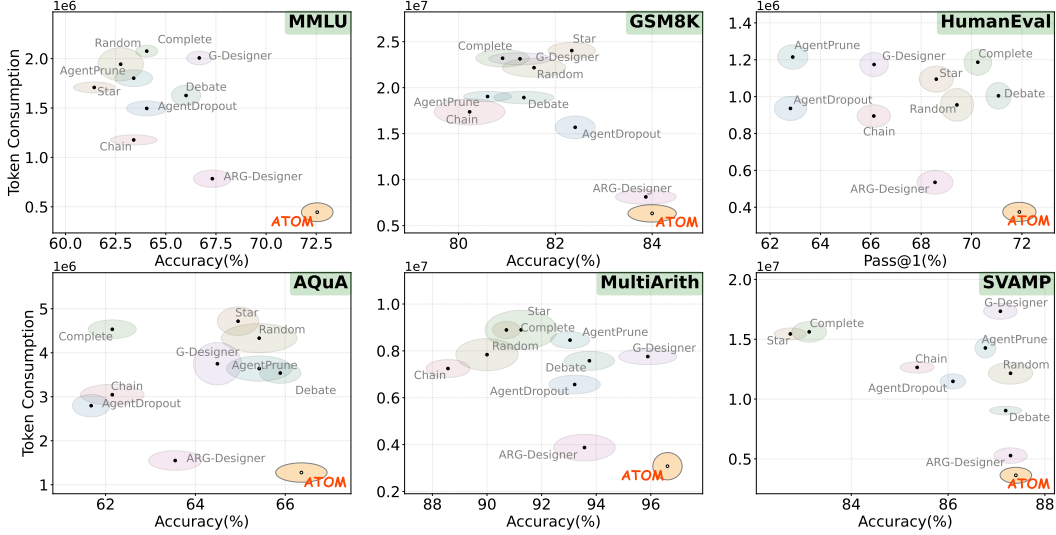 1e6
MMLU
Token Consumption
2.0
1.5
1.0
0.5
Random
Complete
G-Designer
AgentPrune
Star
Debate
AgentDropout
Chain
ARG-Designer
ATOM
60.0 62.5 65.0 67.5 70.0 72.5
Accuracy(%)
1e7
GSM8K
2.5
2.0
1.5
1.0
0.5
Star
Complete
G-Designer
Random
AgentPrune
Debate
Chain
AgentDropout
ARG-Designer
ATOM
80 82 84
Accuracy(%)
1e6
HumanEval
1.4
1.2
1.0
0.8
0.6
0.4
AgentPrune
G-Designer
Complete
Star
AgentDropout
Debate
Random
Chain
ARG-Designer
ATOM
62 64 66 68 70 72
Pass@1(%)
1e6
AQuA
Token Consumption
5
4
3
2
1
Star
Complete
Random
G-Designer
AgentPrune
Debate
Chain
AgentDropout
ARG-Designer
ATOM
62 64 66
Accuracy(%)
1e7
MultiArith
1.0
0.8
0.6
0.4
0.2
Star
Complete
AgentPrune
Random
G-Designer
Debate
Chain
AgentDropout
ARG-Designer
ATOM
88 90 92 94 96
Accuracy(%)
1e7
SVAMP
2.0
1.5
1.0
0.5
G-Designer
Complete
Star
AgentPrune
Chain
Random
AgentDropout
Debate
ARG-Designer
ATOM
84 86 88
Accuracy(%)